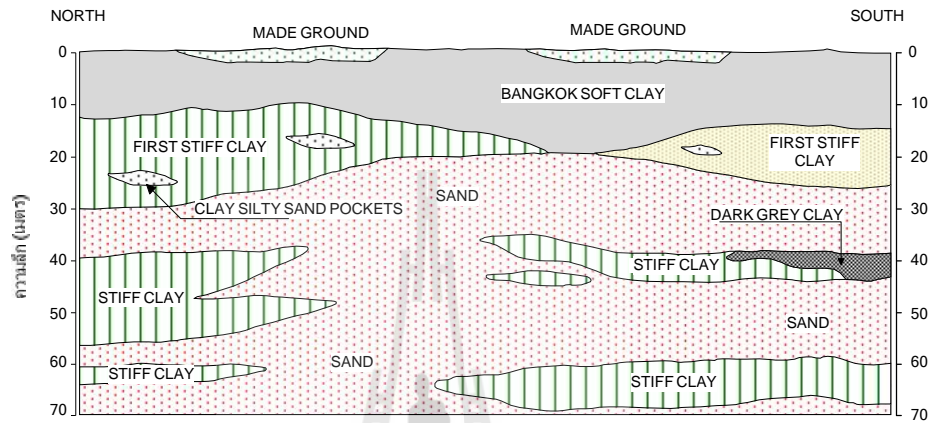 NORTH
SOUTH
MADE GROUND
MADE GROUND
0
0
BANGKOK SOFT CLAY
10
10
FIRST STIFF CLAY
FIRST STIFF
CLAY
20
20
SAND
CLAY SILTY SAND POCKETS
DARK GREY CLAY
30
30
ความลึก (เมตร)
STIFF CLAY
40
40
STIFF CLAY
SAND
50
50
SAND
STIFF CLAY
STIFF CLAY
60
60
70
70